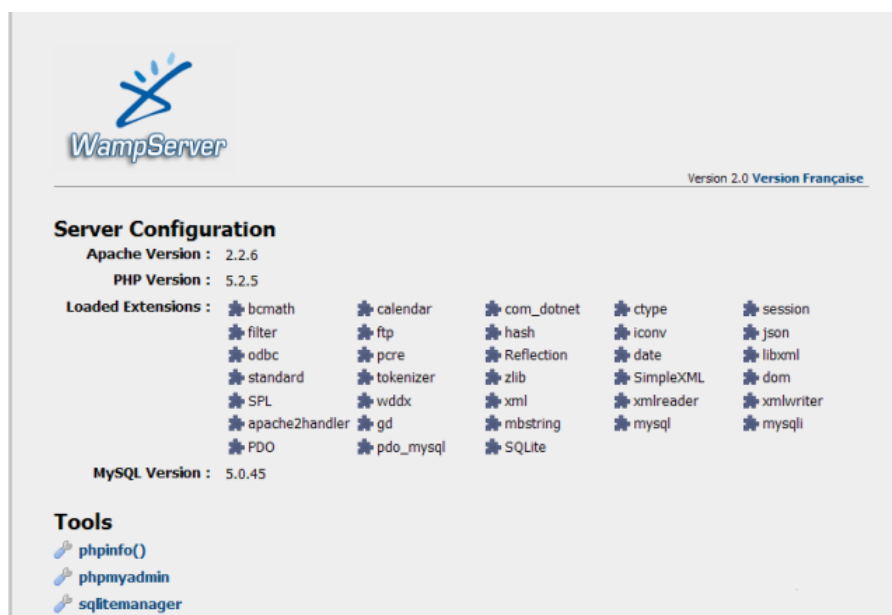 WampServer
Version 2.0 Version Française
Server Configuration
Apache Version : 2.2.6
PHP Version : 5.2.5
Loaded Extensions : bcmath calendar com_dotnet ctype session
filter ftp hash iconv json
odbc pcre Reflection date libxml
standard tokenizer zlib SimpleXML dom
SPL wddx xml xmlreader xmlwriter
apache2handler gd mbstring mysql mysqli
PDO pdo_mysql SQLite
MySQL Version : 5.0.45
Tools
phpinfo()
phpmyadmin
sqlitemanager